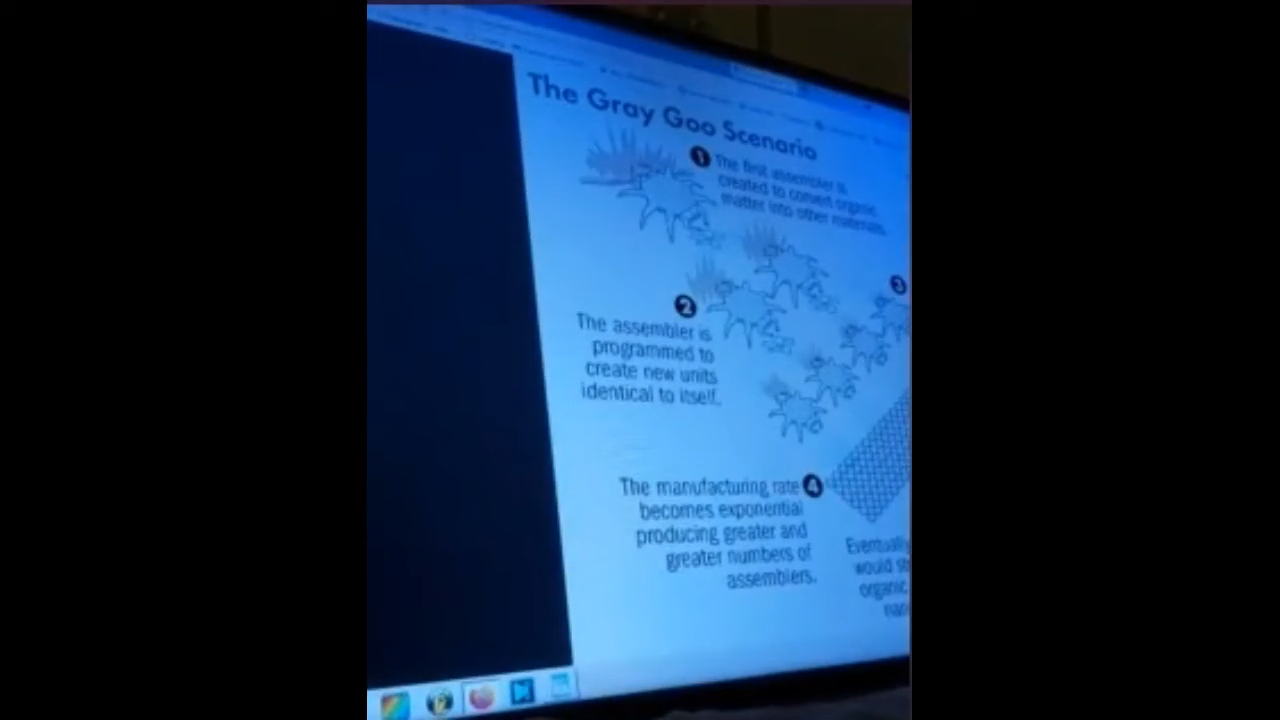 The Gray Goo Scenario
1
The first assembler is
created to convert organic
matter into other materials.
2
The assembler is
programmed to
create new units
identical to itself.
3
The manufacturing rate
becomes exponential
producing greater and
greater numbers of
assemblers.
4
Eventually
would
organic,